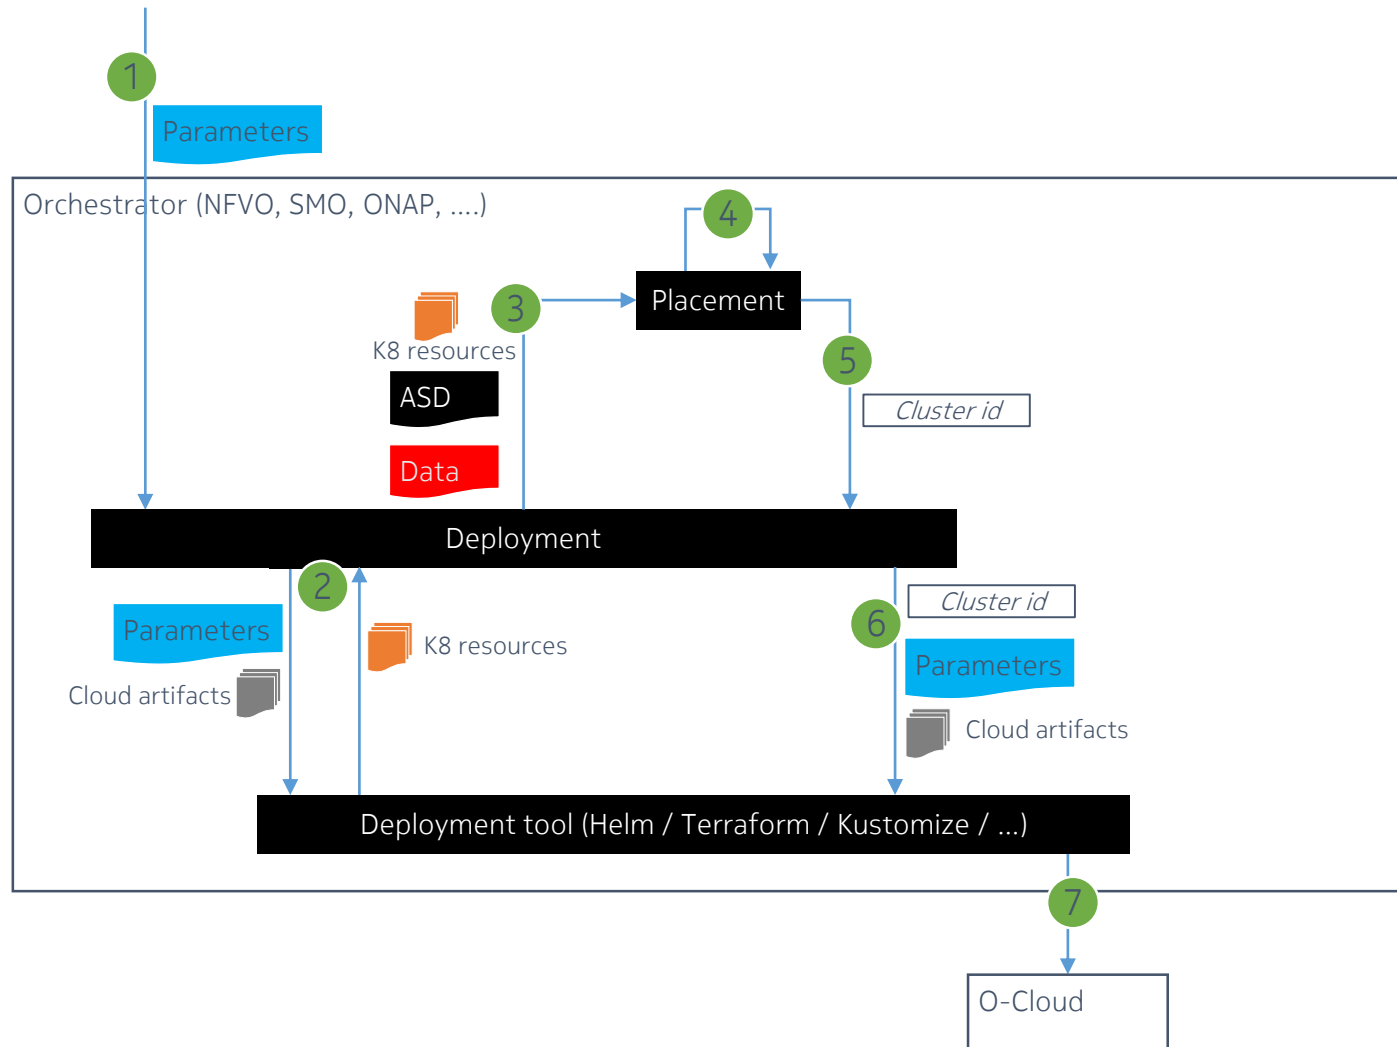 1
Parameters
Orchestrator (NFVO, SMO, ONAP, ....)
4
Placement
3
K8 resources
5
ASD
Cluster id
Data
Deployment
2
Parameters
K8 resources
Cloud artifacts
Cluster id
6
Parameters
Cloud artifacts
Deployment tool (Helm / Terraform / Kustomize / ...)
7
O-Cloud